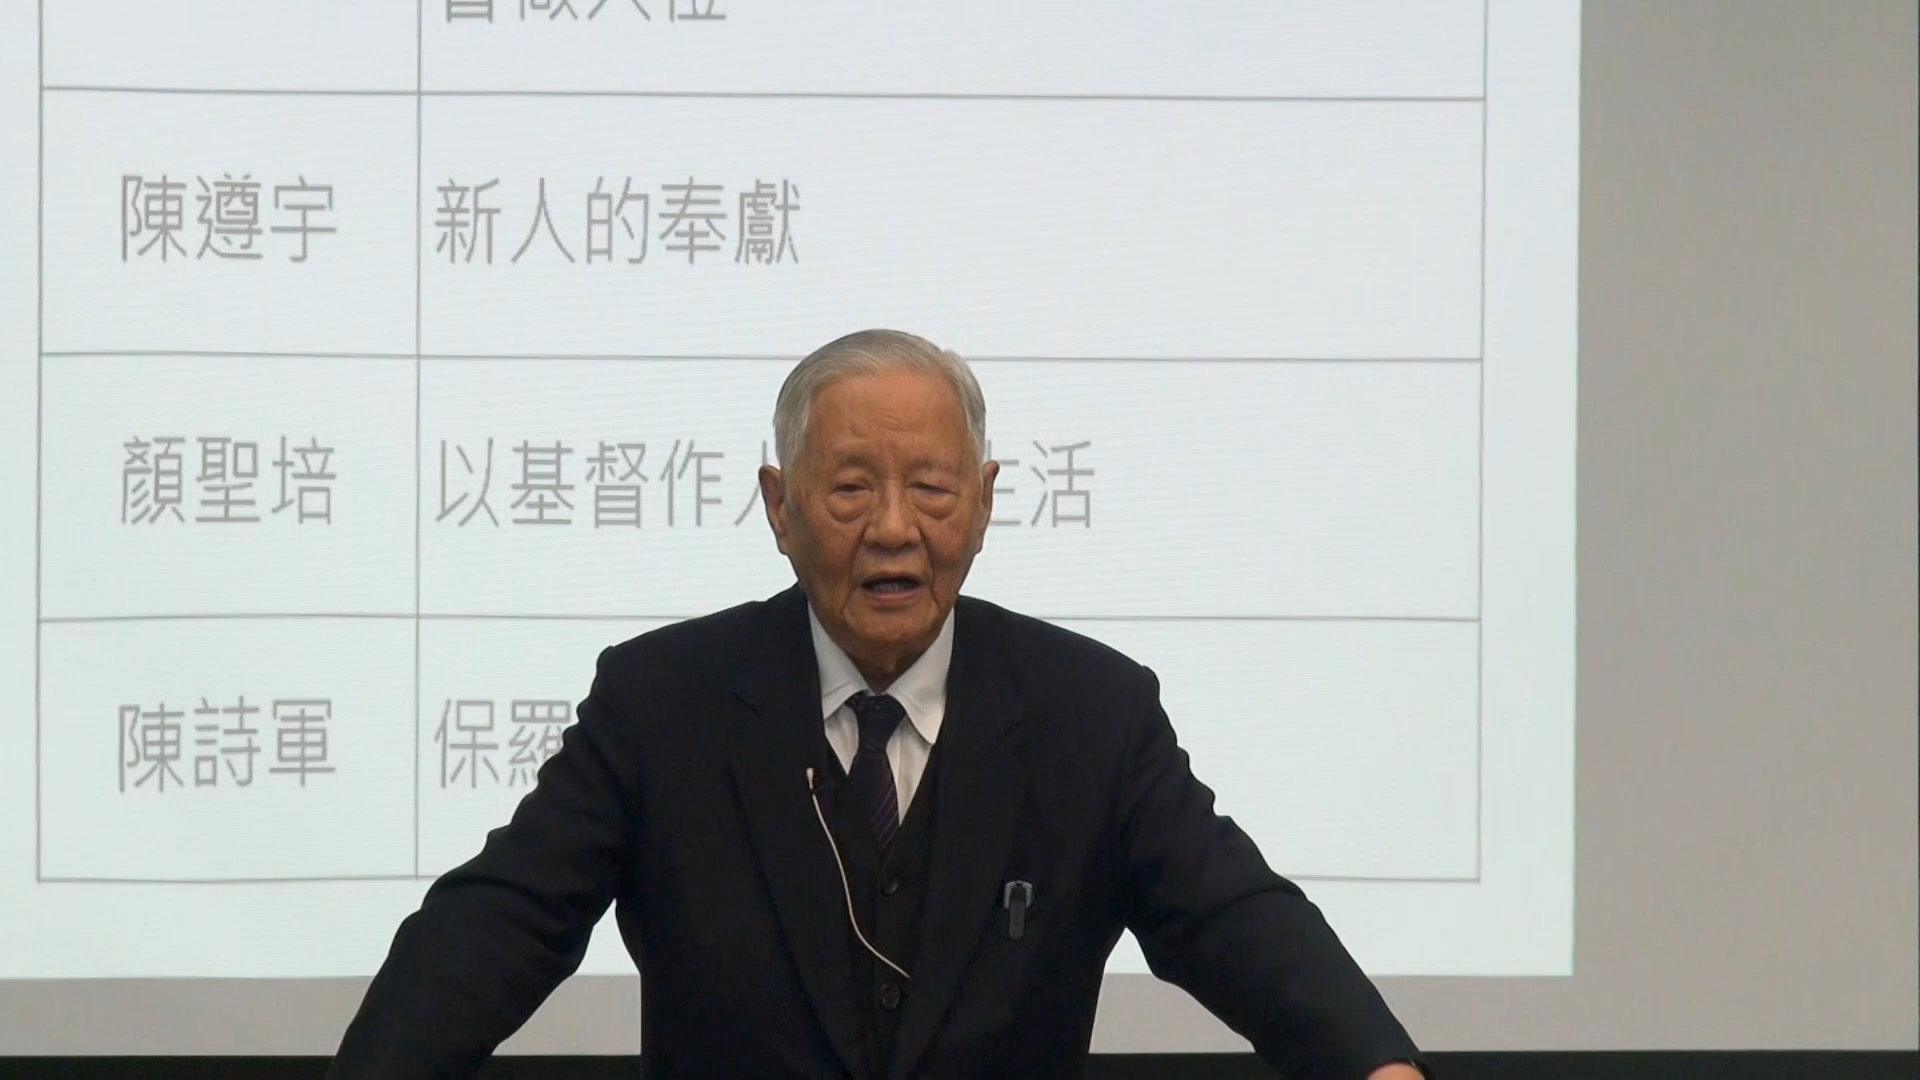 陳遵宇 新人的奉獻
顏聖培 以基督作 生活
陳詩軍 保羅